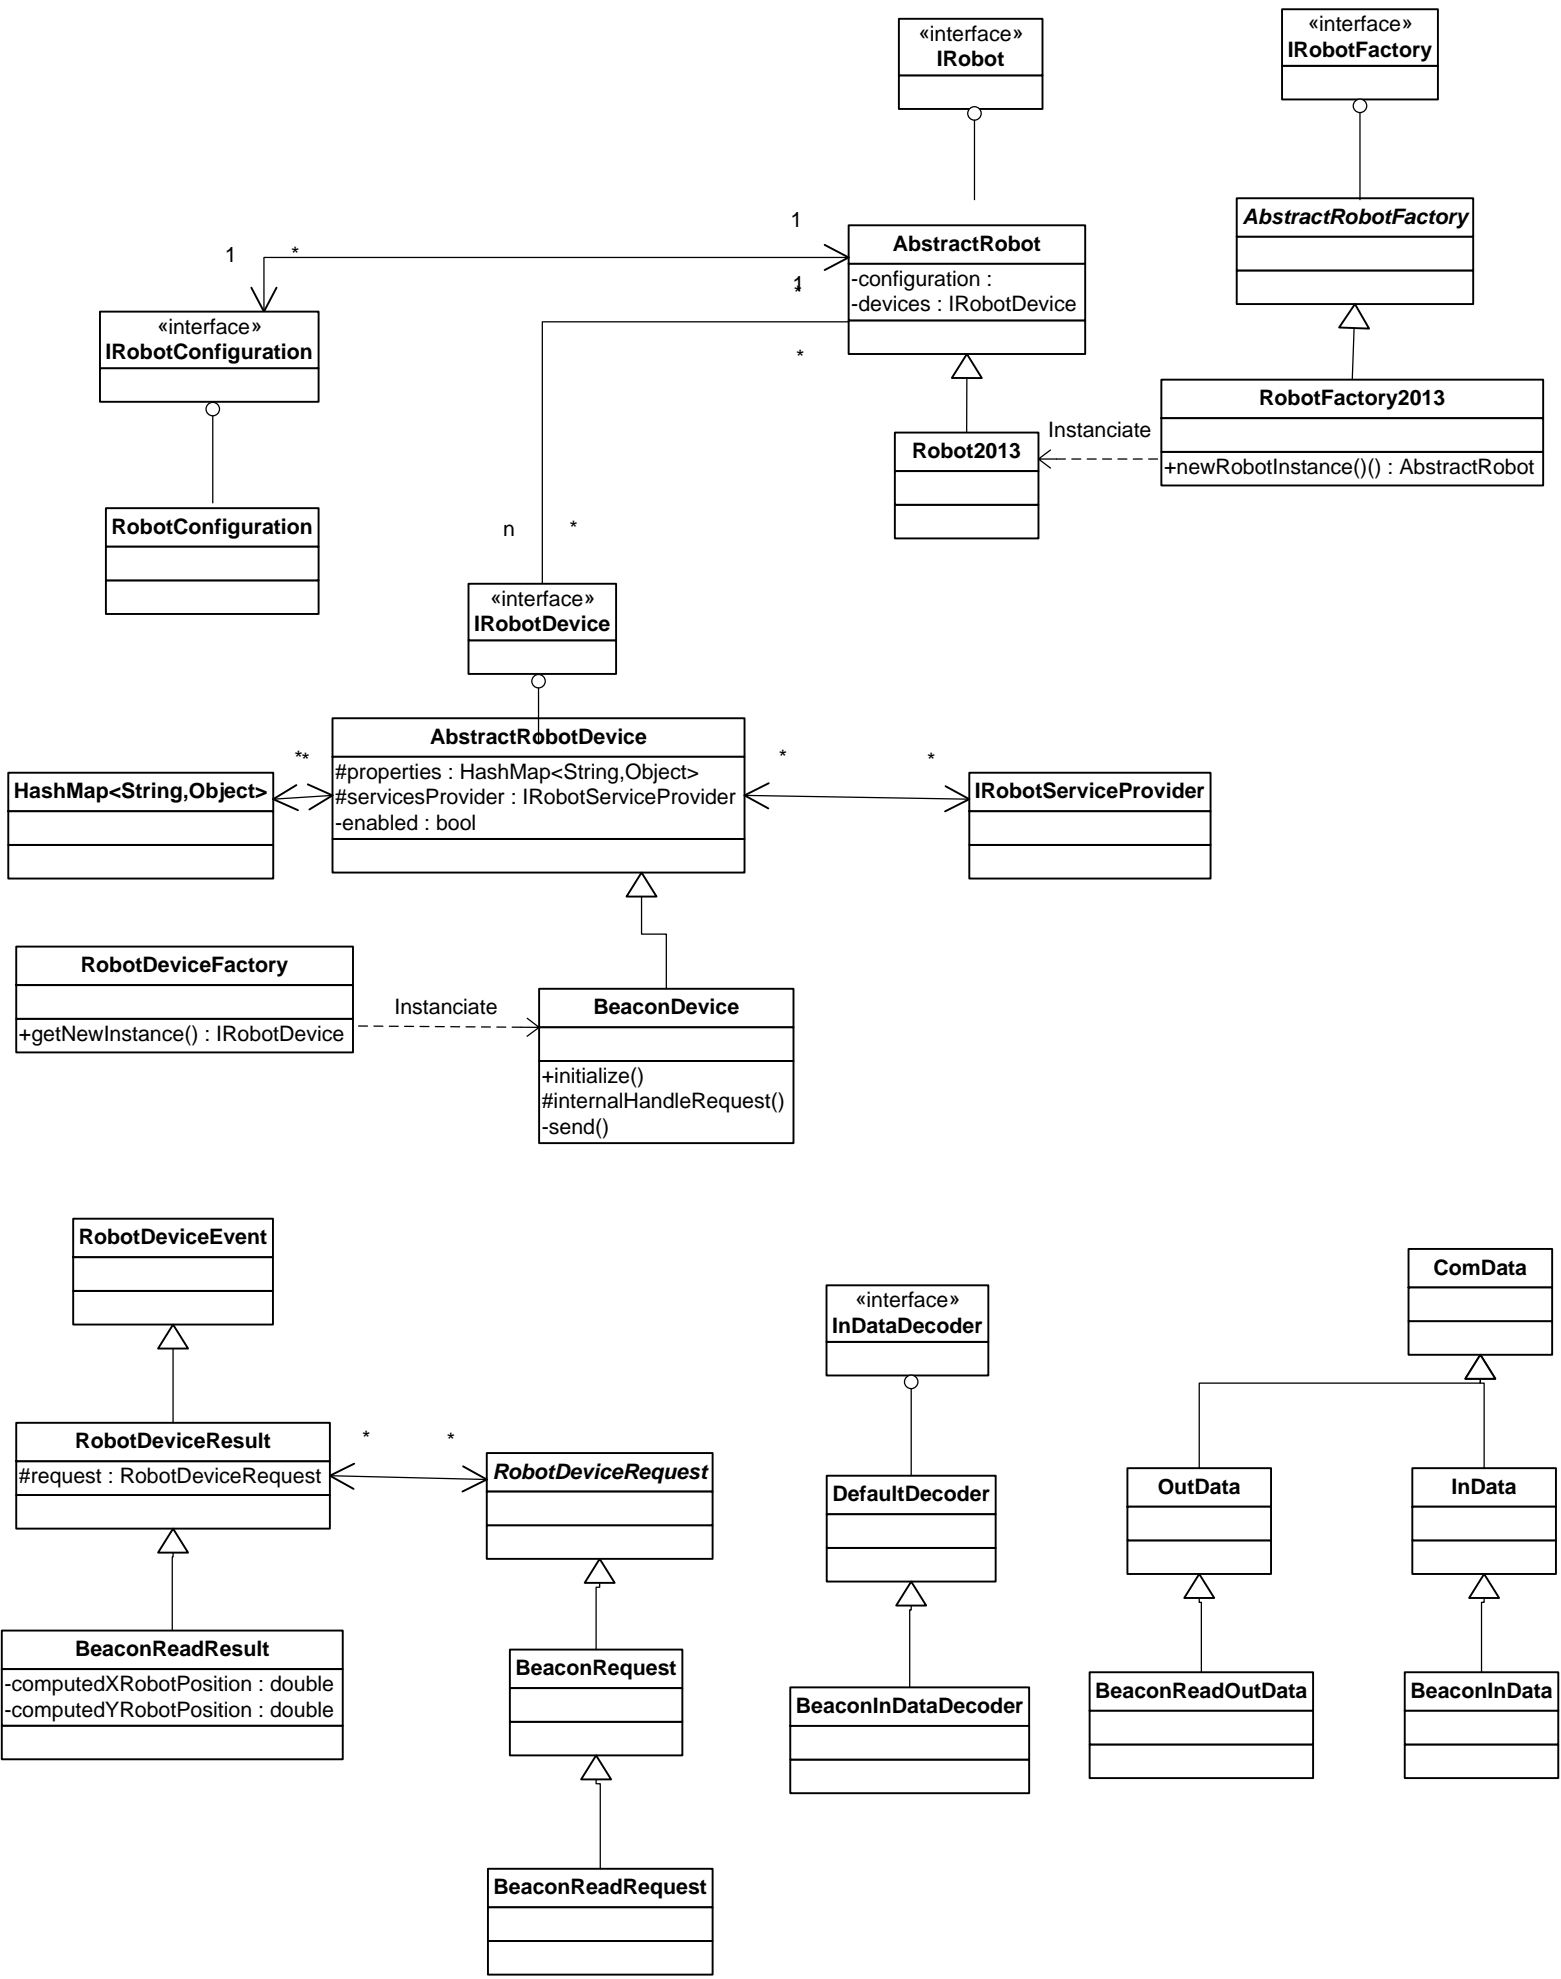 «interface»
IRobot
«interface»
IRobotFactory
AbstractRobotFactory
1
*
1
AbstractRobot
-configuration :
-devices : IRobotDevice
1
*
*
«interface»
IRobotConfiguration
RobotFactory2013
+newRobotInstance()() : AbstractRobot
Instanciate
Robot2013
RobotConfiguration
n
*
«interface»
IRobotDevice
AbstractRobotDevice
#properties : HashMap<String,Object>
#servicesProvider : IRobotServiceProvider
-enabled : bool
**
*
*
HashMap<String,Object>
IRobotServiceProvider
RobotDeviceFactory
+getNewInstance() : IRobotDevice
Instanciate
BeaconDevice
+initialize()
#internalHandleRequest()
-send()
RobotDeviceEvent
ComData
«interface»
InDataDecoder
RobotDeviceResult
#request : RobotDeviceRequest
*
*
RobotDeviceRequest
DefaultDecoder
OutData
InData
BeaconReadResult
-computedXRobotPosition : double
-computedYRobotPosition : double
BeaconRequest
BeaconInDataDecoder
BeaconReadOutData
BeaconInData
BeaconReadRequest